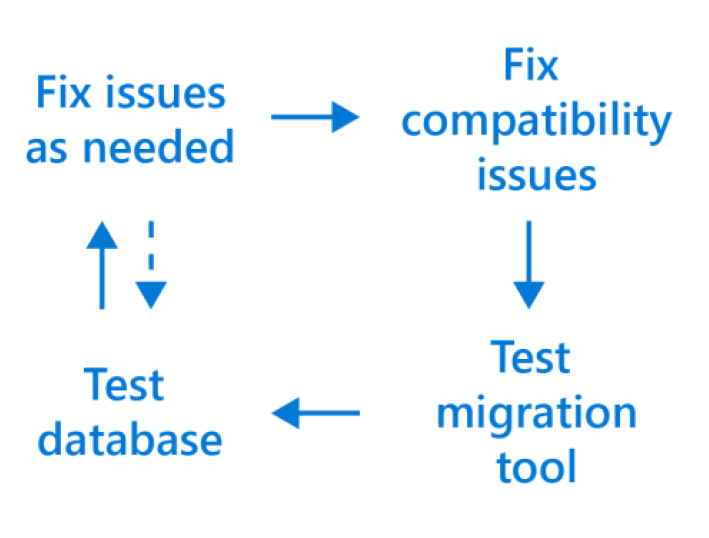 Fix issues
as needed
Fix
compatibility
issues
Test
database
Test
migration
tool